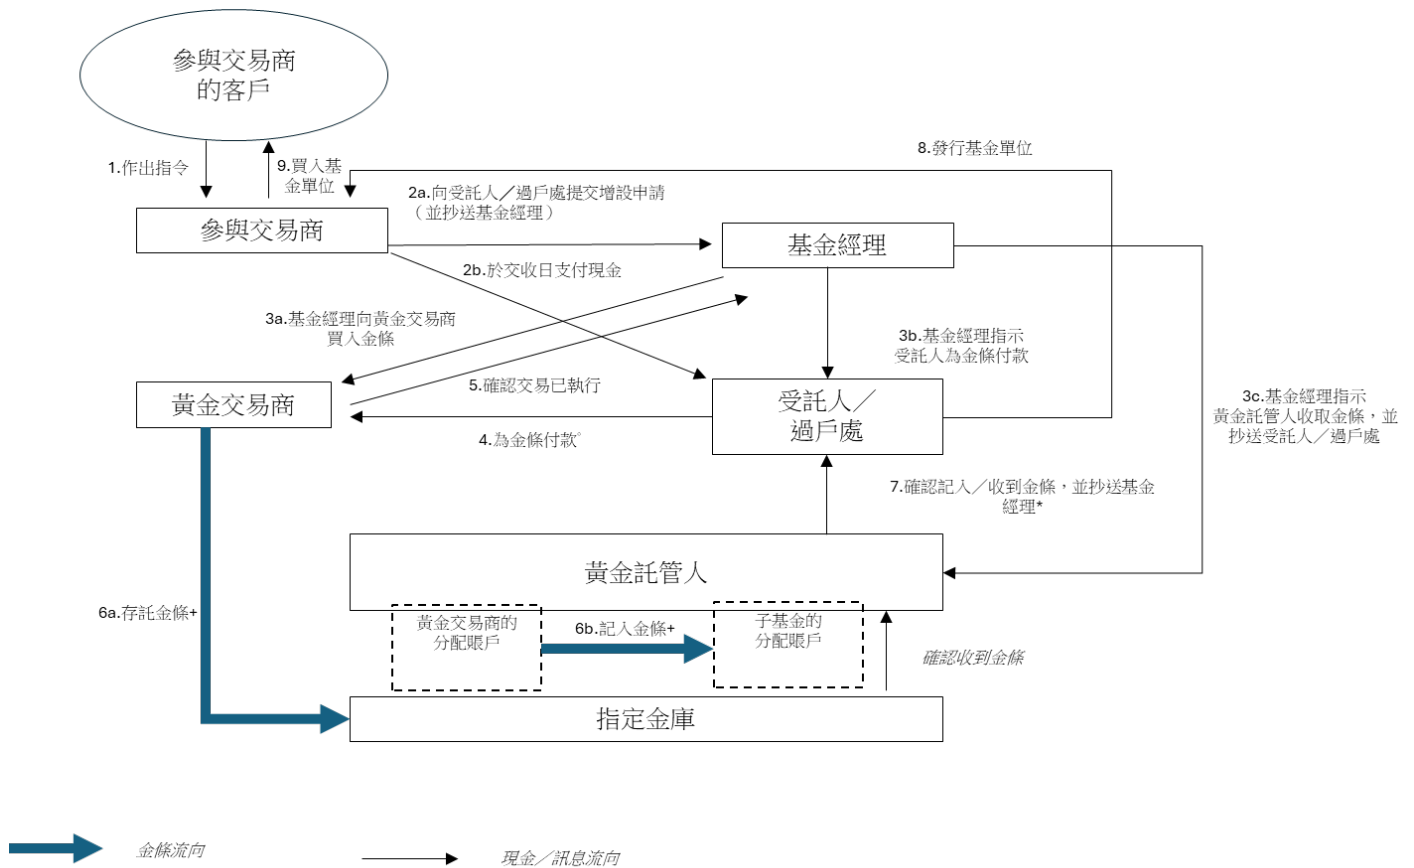 參與交易商
的客戶
1.作出指令
9.買入基
金單位
8.發行基金單位
2a.向受託人／過戶處提交增設申請
（並抄送基金經理）
參與交易商
基金經理
2b.於交收日支付現金
3a.基金經理向黃金交易商
買入金條
3b.基金經理指示
受託人為金條付款
5.確認交易已執行
黃金交易商
受託人／
過戶處
3c.基金經理指示
黃金託管人收取金條，並
抄送受託人／過戶處
4.為金條付款°
7.確認記入／收到金條，並抄送基金
經理*
黃金託管人
6a.存託金條+
黃金交易商的
分配賬戶
6b.記入金條+
子基金的
分配賬戶
確認收到金條
指定金庫
金條流向
現金／訊息流向